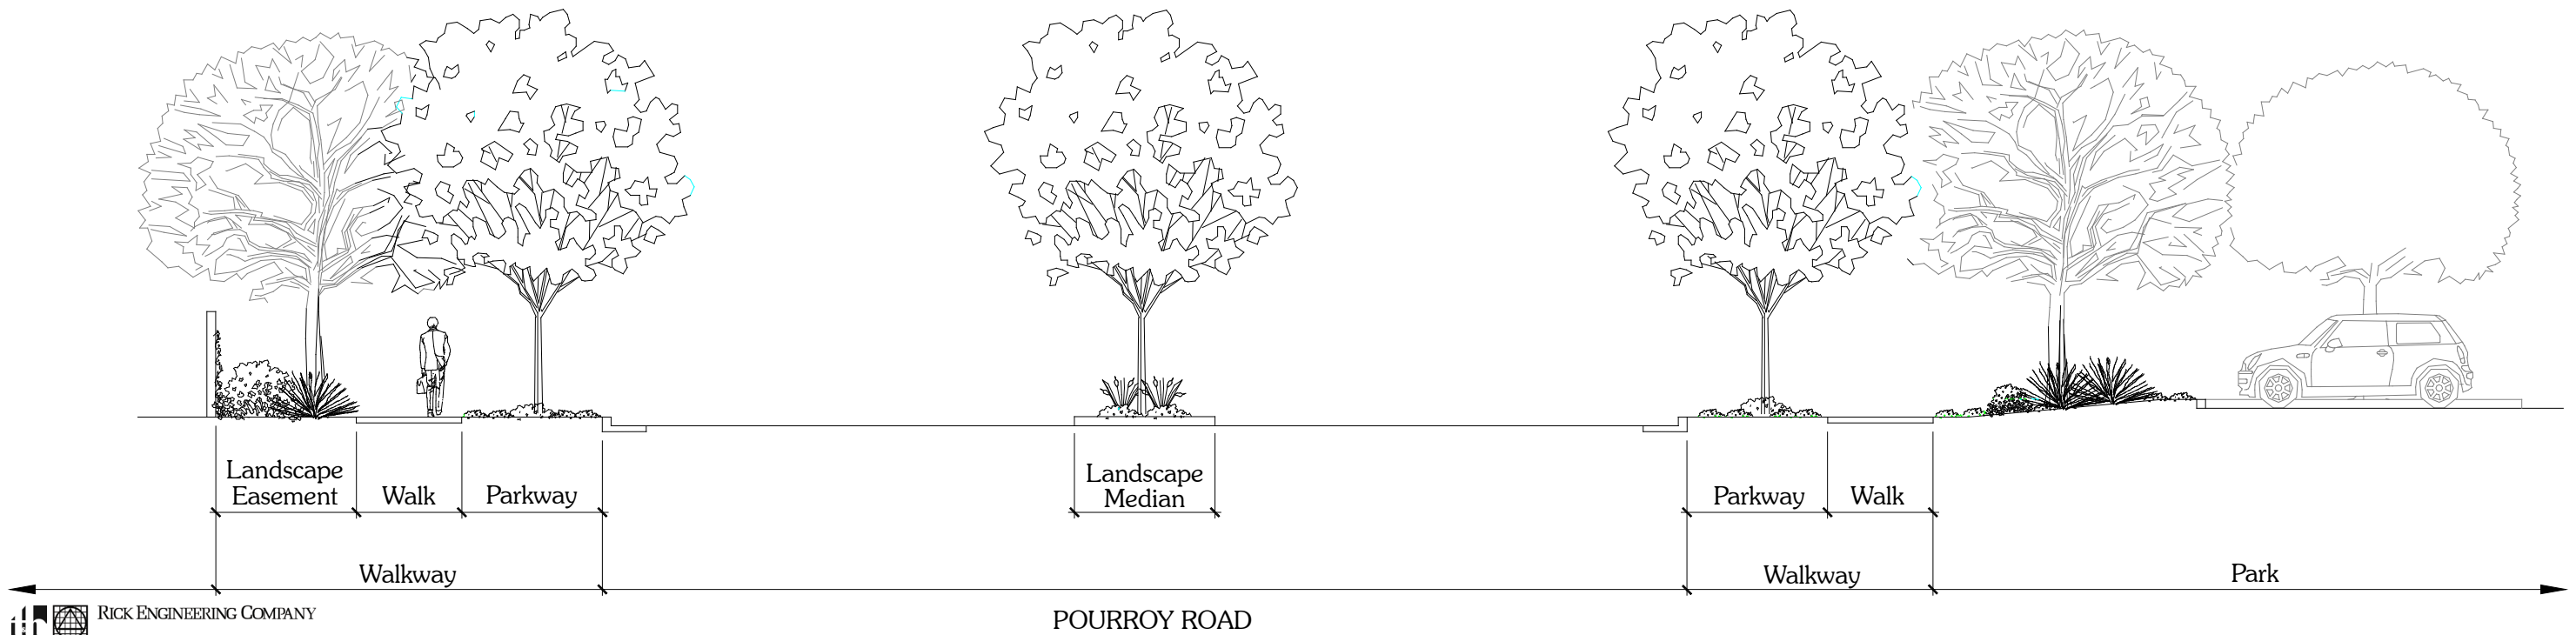 Landscape
Easement
Walk
Parkway
Landscape
Median
Parkway
Walk
Walkway
Walkway
Park
RICK ENGINEERING COMPANY
POURROY ROAD